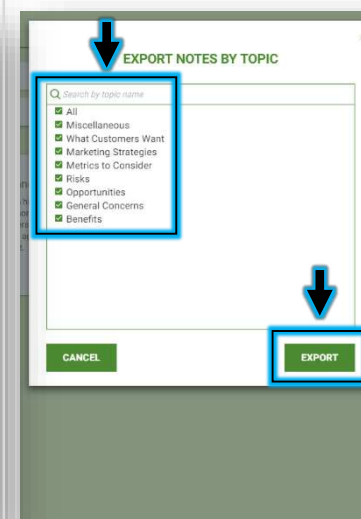 EXPORT NOTES BY TOPIC
Search by topic name
All
Miscellaneous
What Customers Want
Marketing Strategies
Metrics to Consider
Risks
Opportunities
General Concerns
Benefits
CANCEL
EXPORT